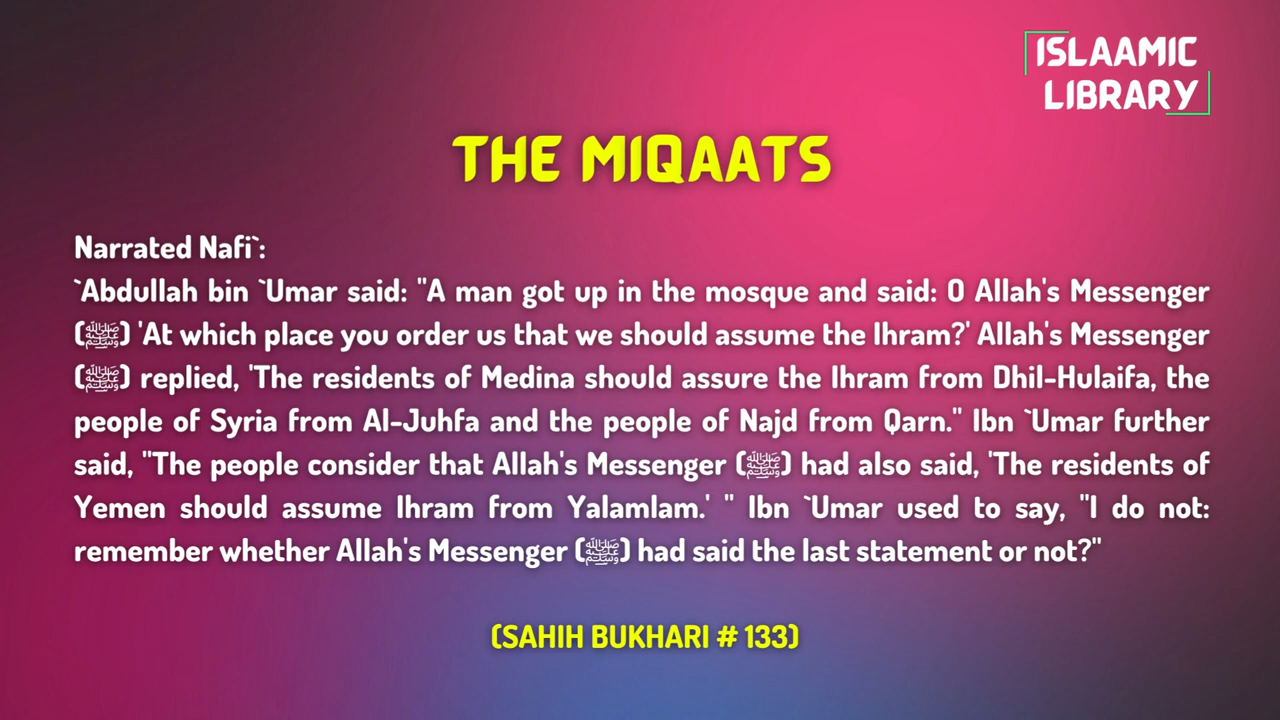 ISLAAMIC
LIBRARY
THE MIQAATS
Narrated Nafi`:
`Abdullah bin `Umar said: "A man got up in the mosque and said: O Allah's Messenger
(ﷺ) 'At which place you order us that we should assume the Ihram?' Allah's Messenger
(ﷺ) replied, 'The residents of Medina should assure the Ihram from Dhil-Hulaifa, the
people of Syria from Al-Juhfa and the people of Najd from Qarn." Ibn `Umar further
said, "The people consider that Allah's Messenger (ﷺ) had also said, 'The residents of
Yemen should assume Ihram from Yalamlam.' " Ibn `Umar used to say, "I do not:
remember whether Allah's Messenger (ﷺ) had said the last statement or not?"
(SAHIH BUKHARI # 133)